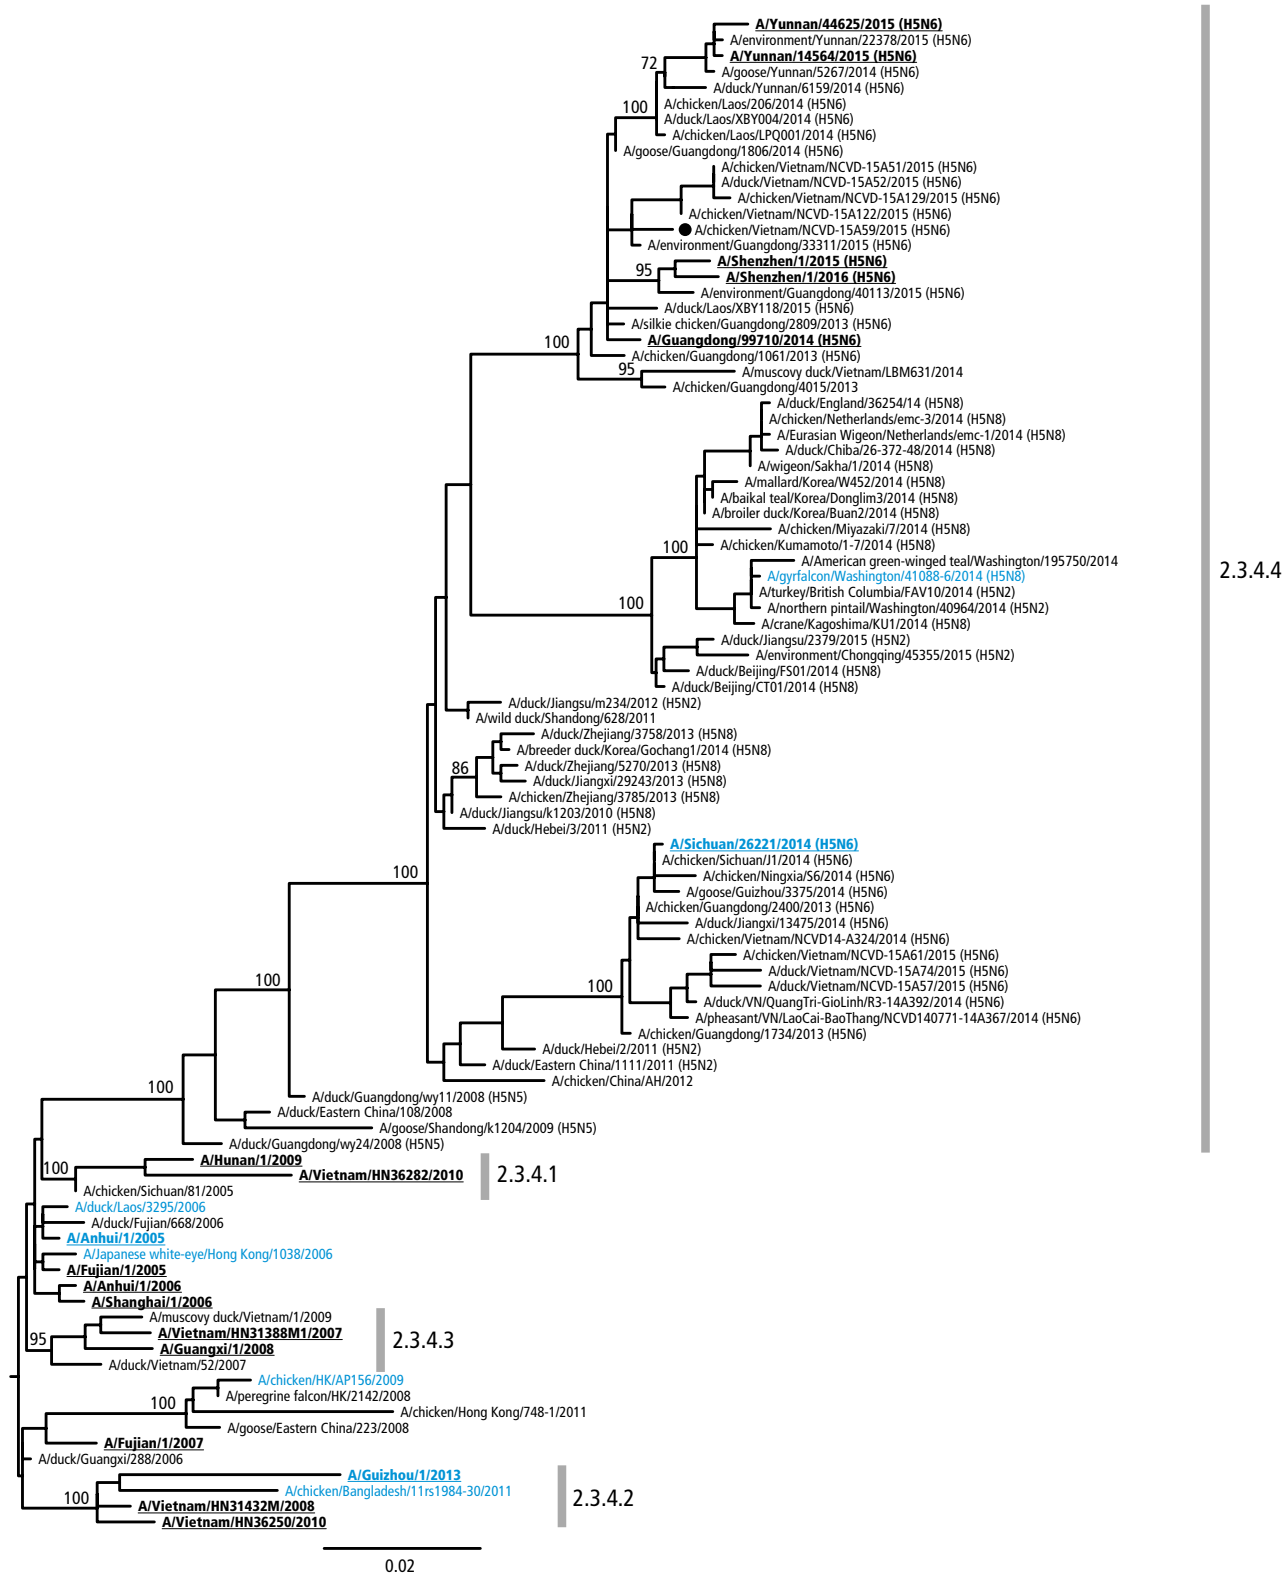 A/Yunnan/44625/2015 (H5N6)
A/environment/Yunnan/22378/2015 (H5N6)
A/Yunnan/14564/2015 (H5N6)
72
A/goose/Yunnan/5267/2014 (H5N6)
A/duck/Yunnan/6159/2014 (H5N6)
100
A/chicken/Laos/206/2014 (H5N6)
A/duck/Laos/XBY004/2014 (H5N6)
A/chicken/Laos/LPQ001/2014 (H5N6)
A/goose/Guangdong/1806/2014 (H5N6)
A/chicken/Vietnam/NCVD-15A51/2015 (H5N6)
A/duck/Vietnam/NCVD-15A52/2015 (H5N6)
A/chicken/Vietnam/NCVD-15A129/2015 (H5N6)
A/chicken/Vietnam/NCVD-15A122/2015 (H5N6)
A/chicken/Vietnam/NCVD-15A59/2015 (H5N6)
A/environment/Guangdong/33311/2015 (H5N6)
A/Shenzhen/1/2015 (H5N6)
95
A/Shenzhen/1/2016 (H5N6)
A/environment/Guangdong/40113/2015 (H5N6)
A/duck/Laos/XBY118/2015 (H5N6)
A/silkie chicken/Guangdong/2809/2013 (H5N6)
100
A/Guangdong/99710/2014 (H5N6)
A/chicken/Guangdong/1061/2013 (H5N6)
95
A/muscovy duck/Vietnam/LBM631/2014
A/chicken/Guangdong/4015/2013
A/duck/England/36254/14 (H5N8)
A/chicken/Netherlands/emc-3/2014 (H5N8)
A/Eurasian Wigeon/Netherlands/emc-1/2014 (H5N8)
A/duck/Chiba/26-372-48/2014 (H5N8)
A/wigeon/Sakha/1/2014 (H5N8)
A/mallard/Korea/W452/2014 (H5N8)
A/baikal teal/Korea/Donglim3/2014 (H5N8)
A/broiler duck/Korea/Buan2/2014 (H5N8)
A/chicken/Miyazaki/7/2014 (H5N8)
100
A/chicken/Kumamoto/1-7/2014 (H5N8)
A/American green-winged teal/Washington/195750/2014
2.3.4.4
A/gyrfalcon/Washington/41088-6/2014 (H5N8)
A/turkey/British Columbia/FAV10/2014 (H5N2)
100
A/northern pintail/Washington/40964/2014 (H5N2)
A/crane/Kagoshima/KU1/2014 (H5N8)
A/duck/Jiangsu/2379/2015 (H5N2)
A/environment/Chongqing/45355/2015 (H5N2)
A/duck/Beijing/FS01/2014 (H5N8)
A/duck/Beijing/CT01/2014 (H5N8)
A/duck/Jiangsu/m234/2012 (H5N2)
A/wild duck/Shandong/628/2011
A/duck/Zhejiang/3758/2013 (H5N8)
A/breeder duck/Korea/Gochang1/2014 (H5N8)
86
A/duck/Zhejiang/5270/2013 (H5N8)
A/duck/Jiangxi/29243/2013 (H5N8)
A/chicken/Zhejiang/3785/2013 (H5N8)
A/duck/Jiangsu/k1203/2010 (H5N8)
A/duck/Hebei/3/2011 (H5N2)
A/Sichuan/26221/2014 (H5N6)
A/chicken/Sichuan/J1/2014 (H5N6)
100
A/chicken/Ningxia/S6/2014 (H5N6)
A/goose/Guizhou/3375/2014 (H5N6)
A/chicken/Guangdong/2400/2013 (H5N6)
A/duck/Jiangxi/13475/2014 (H5N6)
A/chicken/Vietnam/NCVD14-A324/2014 (H5N6)
A/chicken/Vietnam/NCVD-15A61/2015 (H5N6)
A/duck/Vietnam/NCVD-15A74/2015 (H5N6)
100
100
A/duck/Vietnam/NCVD-15A57/2015 (H5N6)
A/duck/VN/QuangTri-GioLinh/R3-14A392/2014 (H5N6)
A/pheasant/VN/LaoCai-BaoThang/NCVD140771-14A367/2014 (H5N6)
A/chicken/Guangdong/1734/2013 (H5N6)
A/duck/Hebei/2/2011 (H5N2)
A/duck/Eastern China/1111/2011 (H5N2)
A/chicken/China/AH/2012
100
A/duck/Guangdong/wy11/2008 (H5N5)
A/duck/Eastern China/108/2008
A/goose/Shandong/k1204/2009 (H5N5)
A/duck/Guangdong/wy24/2008 (H5N5)
A/Hunan/1/2009
100
A/Vietnam/HN36282/2010
2.3.4.1
A/chicken/Sichuan/81/2005
A/duck/Laos/3295/2006
A/duck/Fujian/668/2006
A/Anhui/1/2005
A/Japanese white-eye/Hong Kong/1038/2006
A/Fujian/1/2005
A/Anhui/1/2006
A/Shanghai/1/2006
A/muscovy duck/Vietnam/1/2009
A/Vietnam/HN31388M1/2007
95
2.3.4.3
A/Guangxi/1/2008
A/duck/Vietnam/52/2007
A/chicken/HK/AP156/2009
A/peregrine falcon/HK/2142/2008
100
A/chicken/Hong Kong/748-1/2011
A/goose/Eastern China/223/2008
A/Fujian/1/2007
A/duck/Guangxi/288/2006
A/Guizhou/1/2013
A/chicken/Bangladesh/11rs1984-30/2011
100
2.3.4.2
A/Vietnam/HN31432M/2008
A/Vietnam/HN36250/2010
0.02